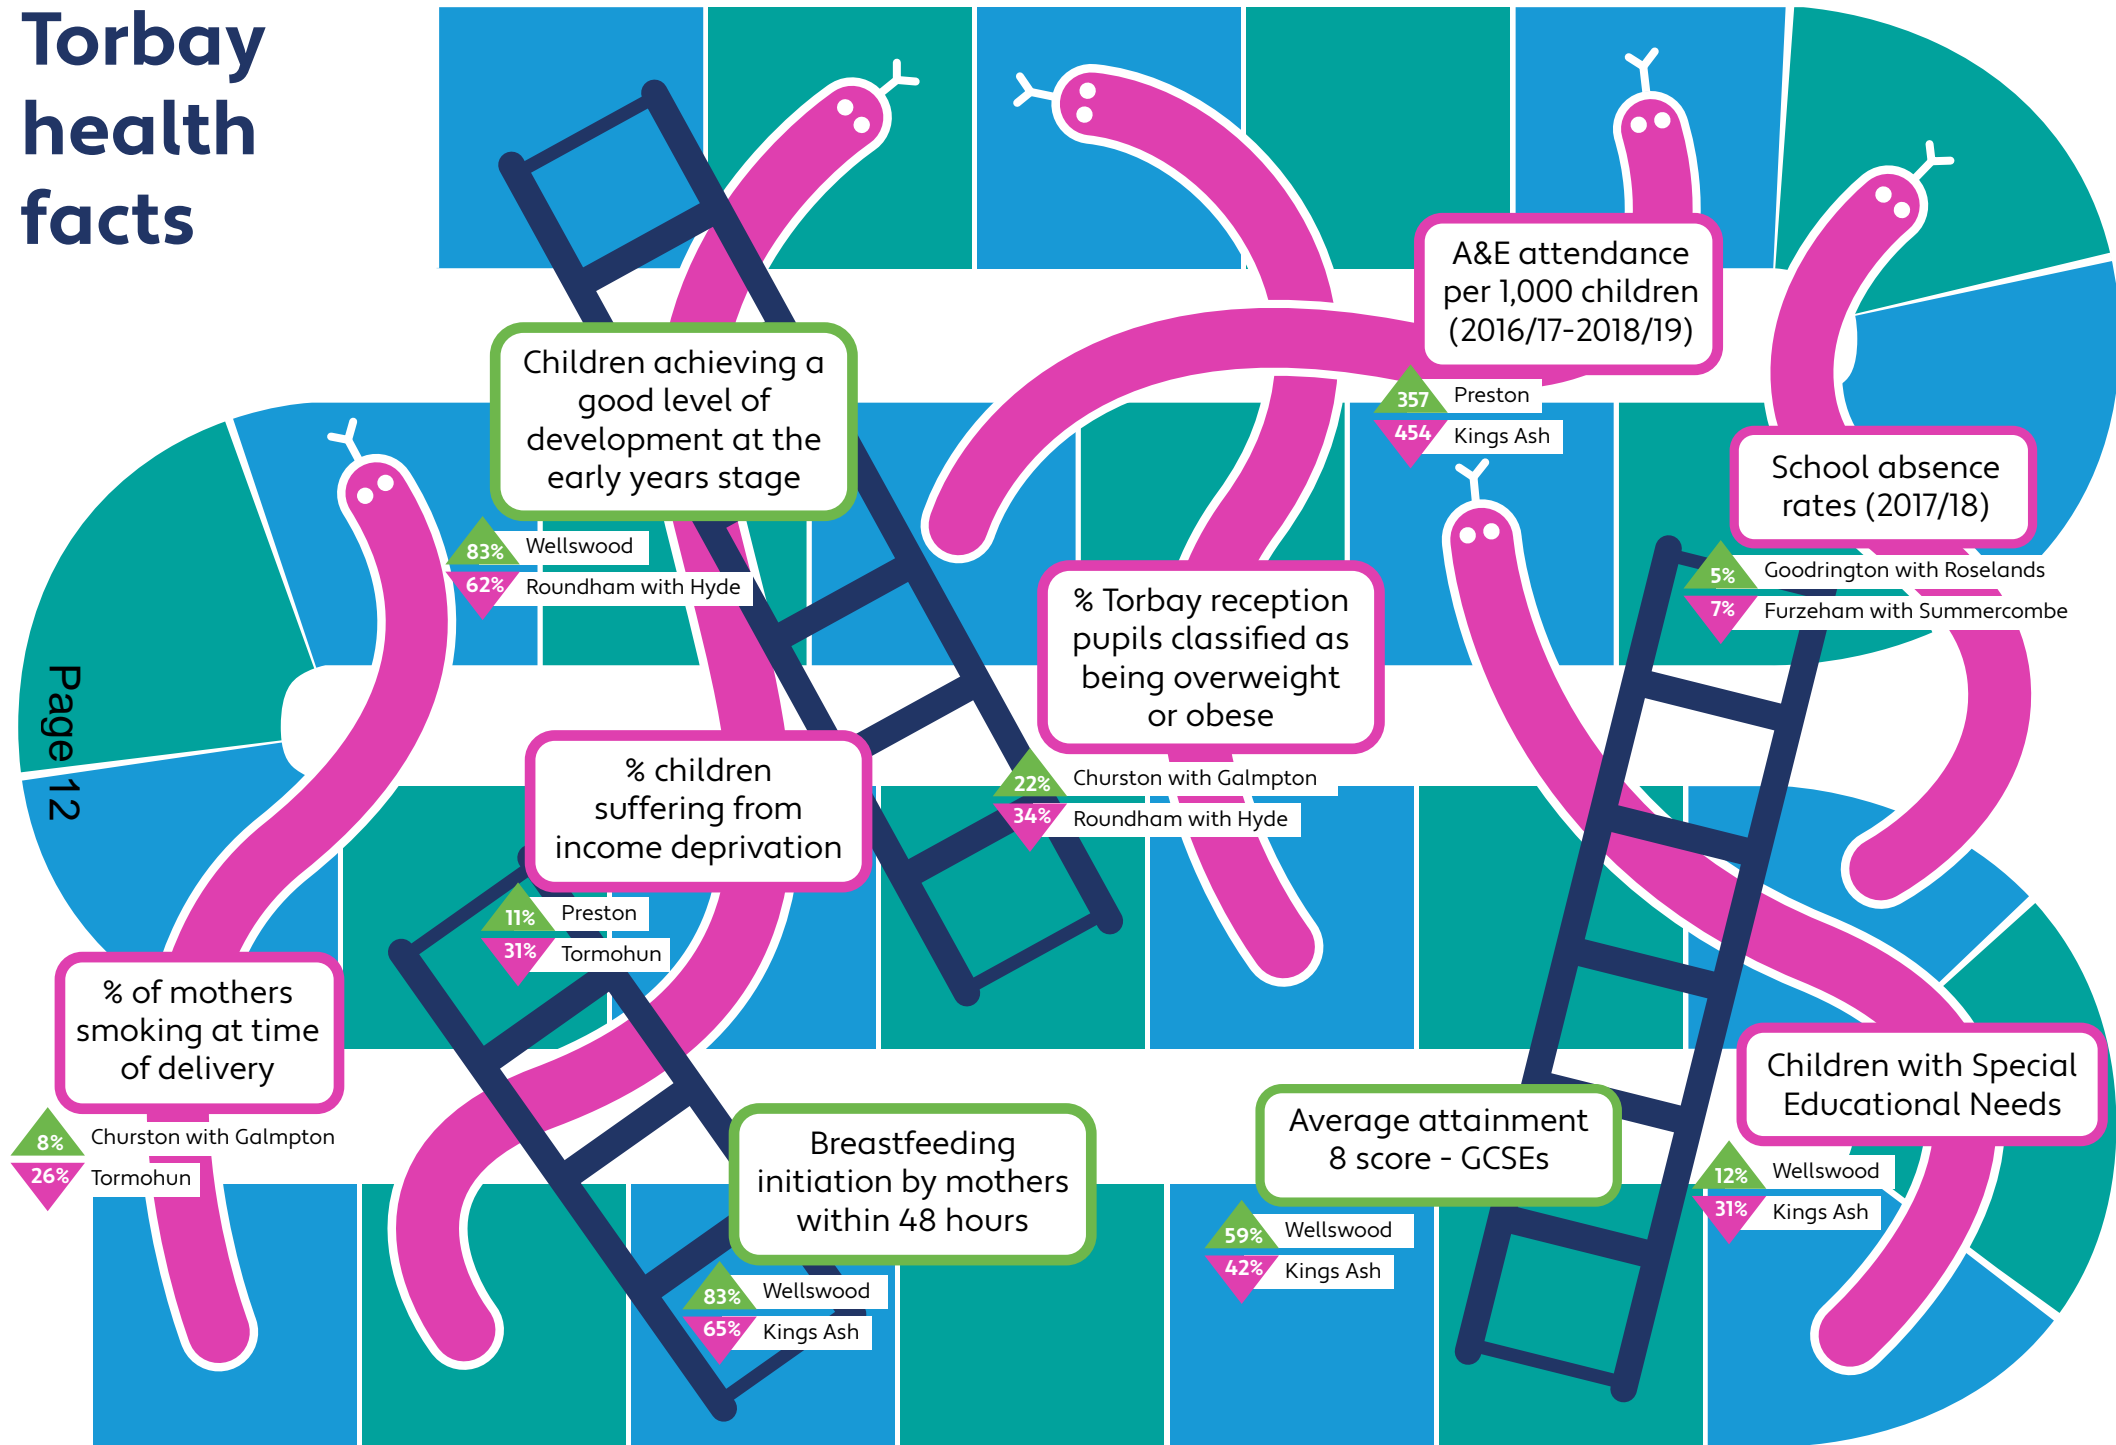 Torbay
health
facts
A&E attendance
per 1,000 children
(2016/17-2018/19)
357 Preston
454 Kings Ash
Children achieving a
good level of
development at the
early years stage
83% Wellswood
62% Roundham with Hyde
School absence
rates (2017/18)
5% Goodrington with Roselands
7% Furzeham with Summercombe
% Torbay reception
pupils classified as
being overweight
or obese
22% Churston with Galmpton
34% Roundham with Hyde
Page 12
% children
suffering from
income deprivation
11% Preston
31% Tormohun
% of mothers
smoking at time
of delivery
8% Churston with Galmpton
26% Tormohun
Breastfeeding
initiation by mothers
within 48 hours
83% Wellswood
65% Kings Ash
Average attainment
8 score - GCSEs
59% Wellswood
42% Kings Ash
Children with Special
Educational Needs
12% Wellswood
31% Kings Ash